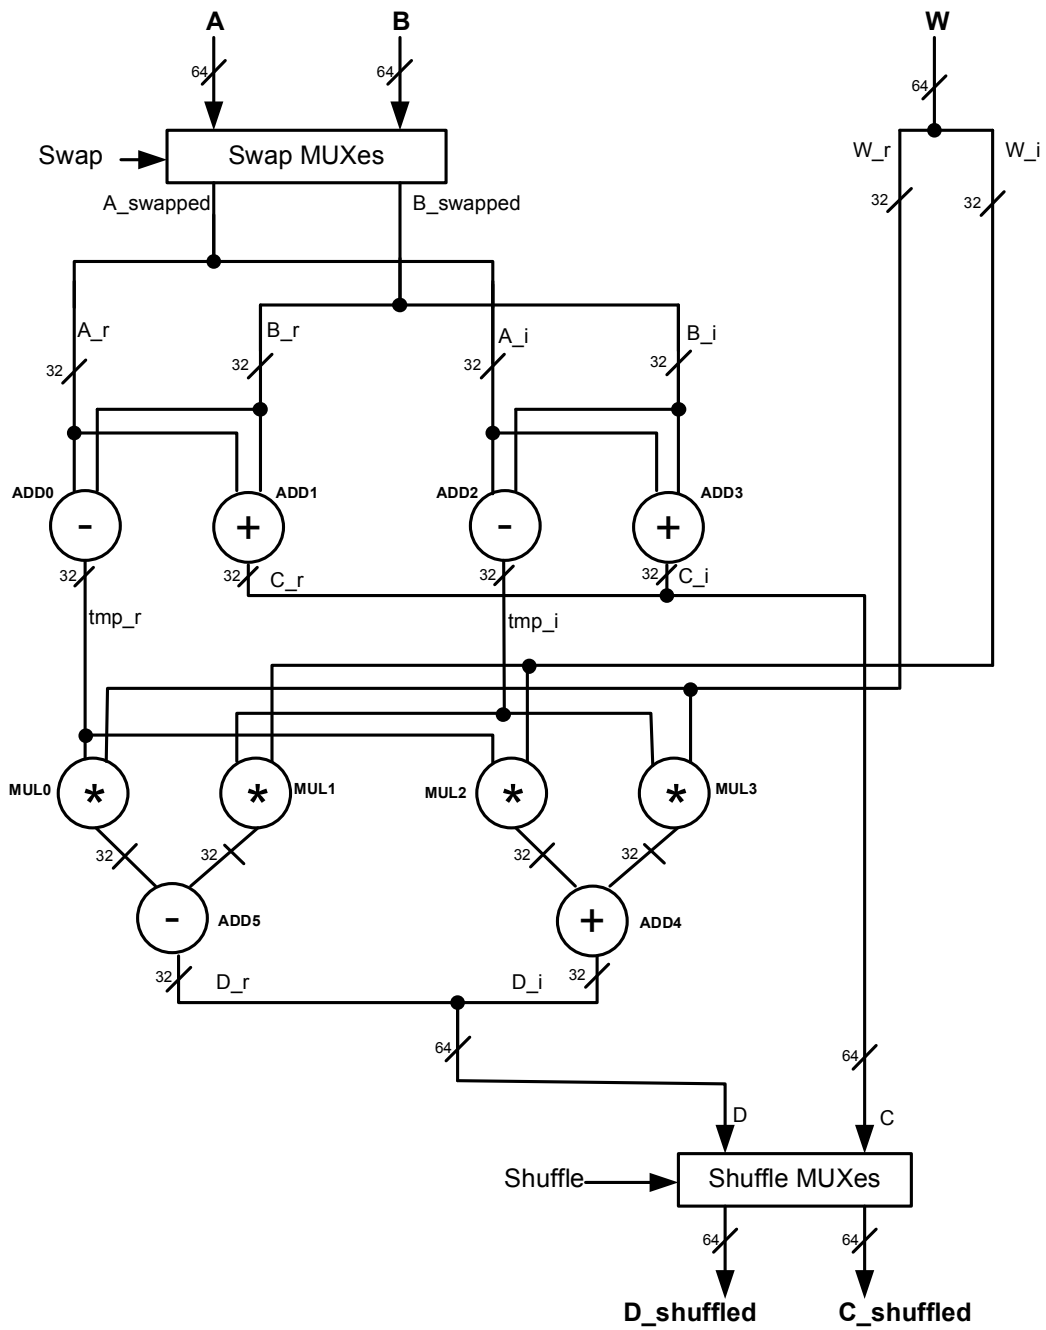 A B W
64 64 64
Swap Swap MUXes W_r W_i
A_swapped B_swapped 32 32
A_r B_r A_i B_i
32 32 32 32
ADD0 ADD1 ADD2 ADD3
- + - +
32 32 C_r 32 32 C_i
tmp_r tmp_i
MUL0 * * MUL1 MUL2 * * MUL3
32 32 32 32
- ADD5 + ADD4
32 D_r D_i 32
64 64
D C
Shuffle Shuffle MUXes
64 64
D_shuffled C_shuffled